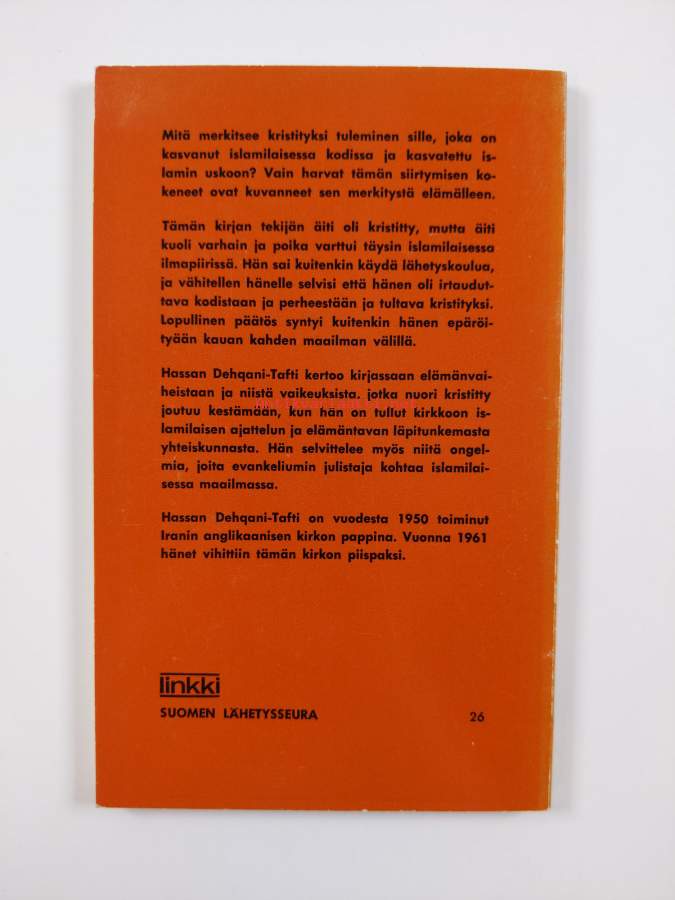 Mitä merkitsee kristityksi tuleminen sille, joka on
kasvanut islamilaisessa kodissa ja kasvatettu is-
lamin uskoon? Vain harvat tämän siirtymisen ko-
keneet ovat kuvanneet sen merkitystä elämälleen.
Tämän kirjan tekijän äiti oli kristitty, mutta äiti
kuoli varhain ja poika varttui täysin islamilaisessa
ilmapiirissä. Hän sai kuitenkin käydä lähetyskoulua,
ja vähitellen hänelle selvisi että hänen oli irtaudut-
tava kodistaan ja perheestään ja tultava kristityksi.
Lopullinen päätös syntyi kuitenkin hänen epäröi-
tyään kauan kahden maailman välillä.
Hassan Dehqani-Tafti kertoo kirjassaan elämänvai-
heistaan ja niistä vaikeuksista. jotka nuori kristitty
joutuu kestämään, kun hän on tullut kirkkoon is-
lamilaisen ajattelun ja elämäntavan läpitunkemasta
yhteiskunnasta. Hän selvittelee myös niitä ongel-
mia, joita evankeliumin julistaja kohtaa islamilai-
sessa maailmassa.
Hassan Dehqani-Tafti on vuodesta 1950 toiminut
Iranin anglikaanisen kirkon pappina. Vuonna 1961
hänet vihittiin tämän kirkon piispaksi.
linkki
SUOMEN LÄHETYSSEURA 26